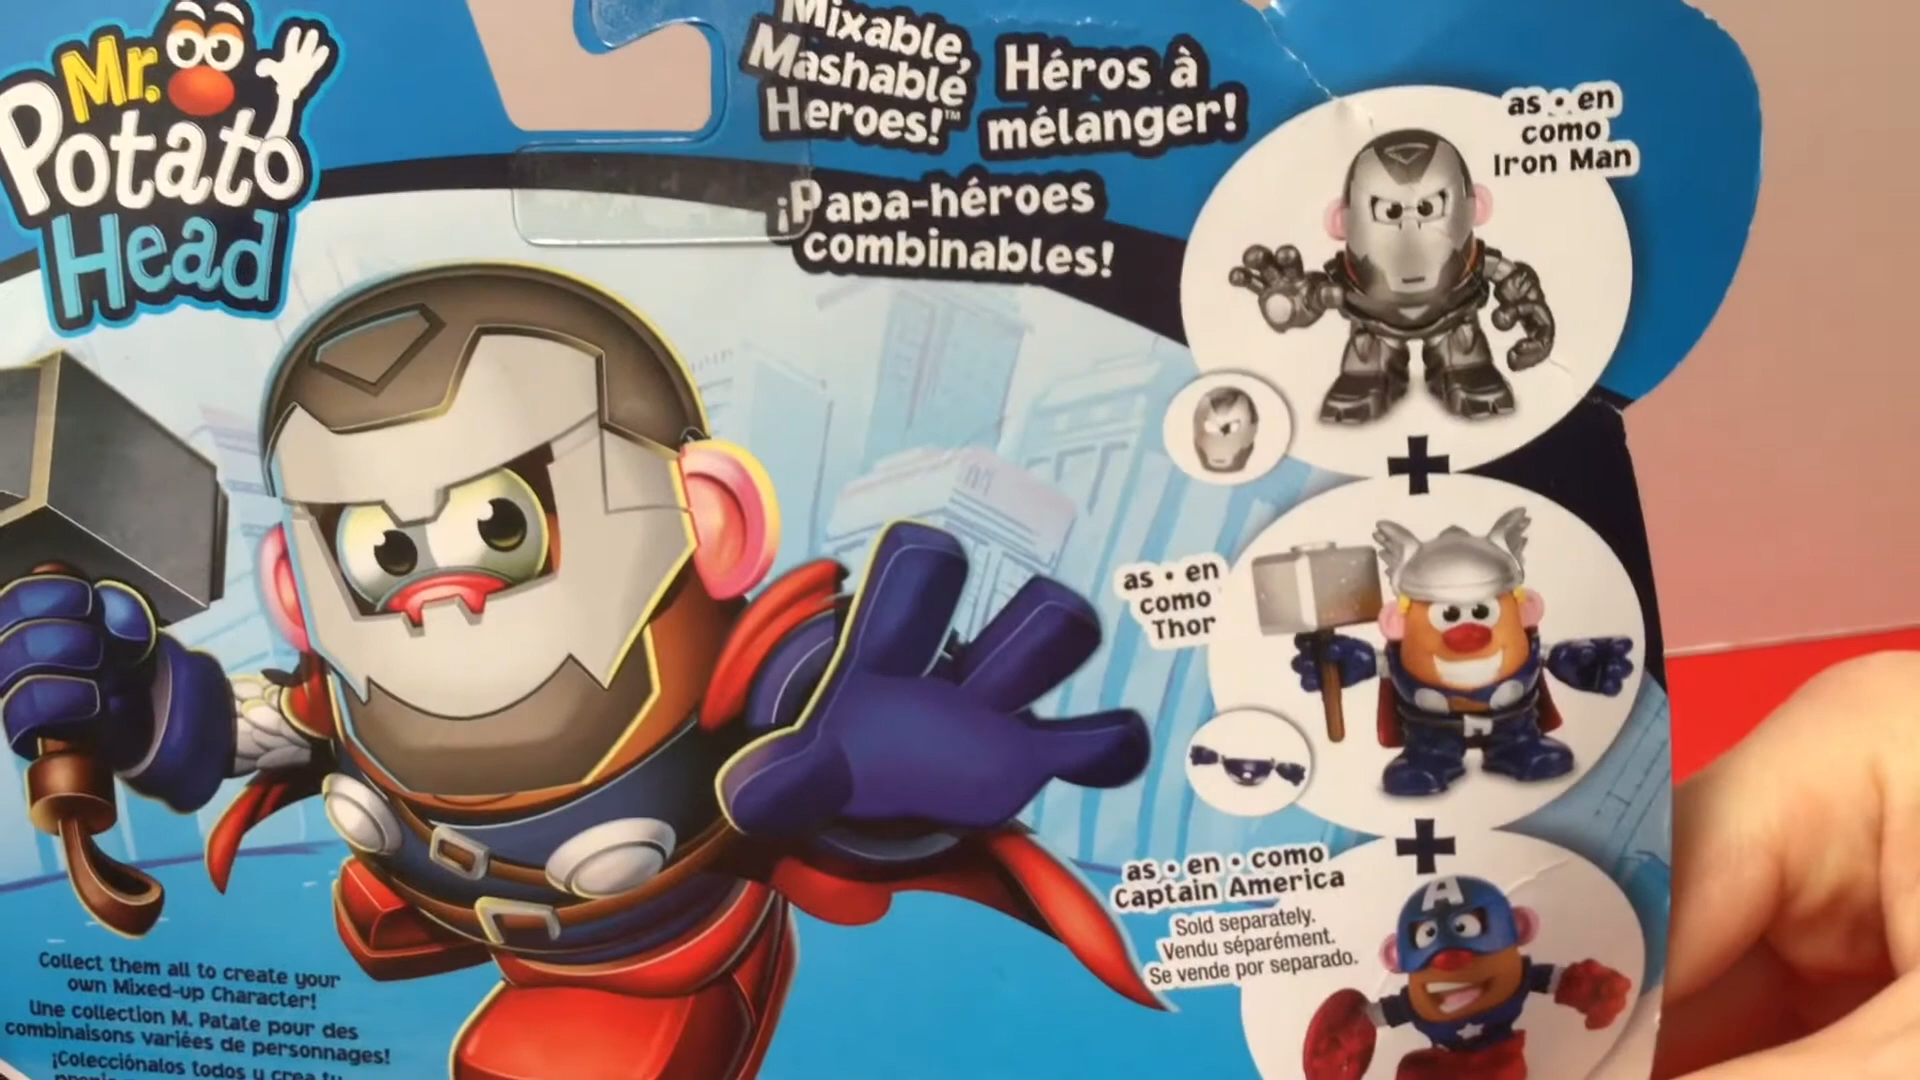 Mr.
Potato
Head
Mixable,
Mashable
Heroes!™
Héros à
mélanger!
¡Papa-héroes
combinables!
as • en
como
Iron Man
as • en
como
Thor
as • en • como
Captain America
Sold separately.
Vendu séparément.
Se vende por separado.
Collect them all to create your
own Mixed-up Character!
Une collection M. Patate pour des
combinaisons variées de personnages!
¡Colecciónalos todos y crea tu
A